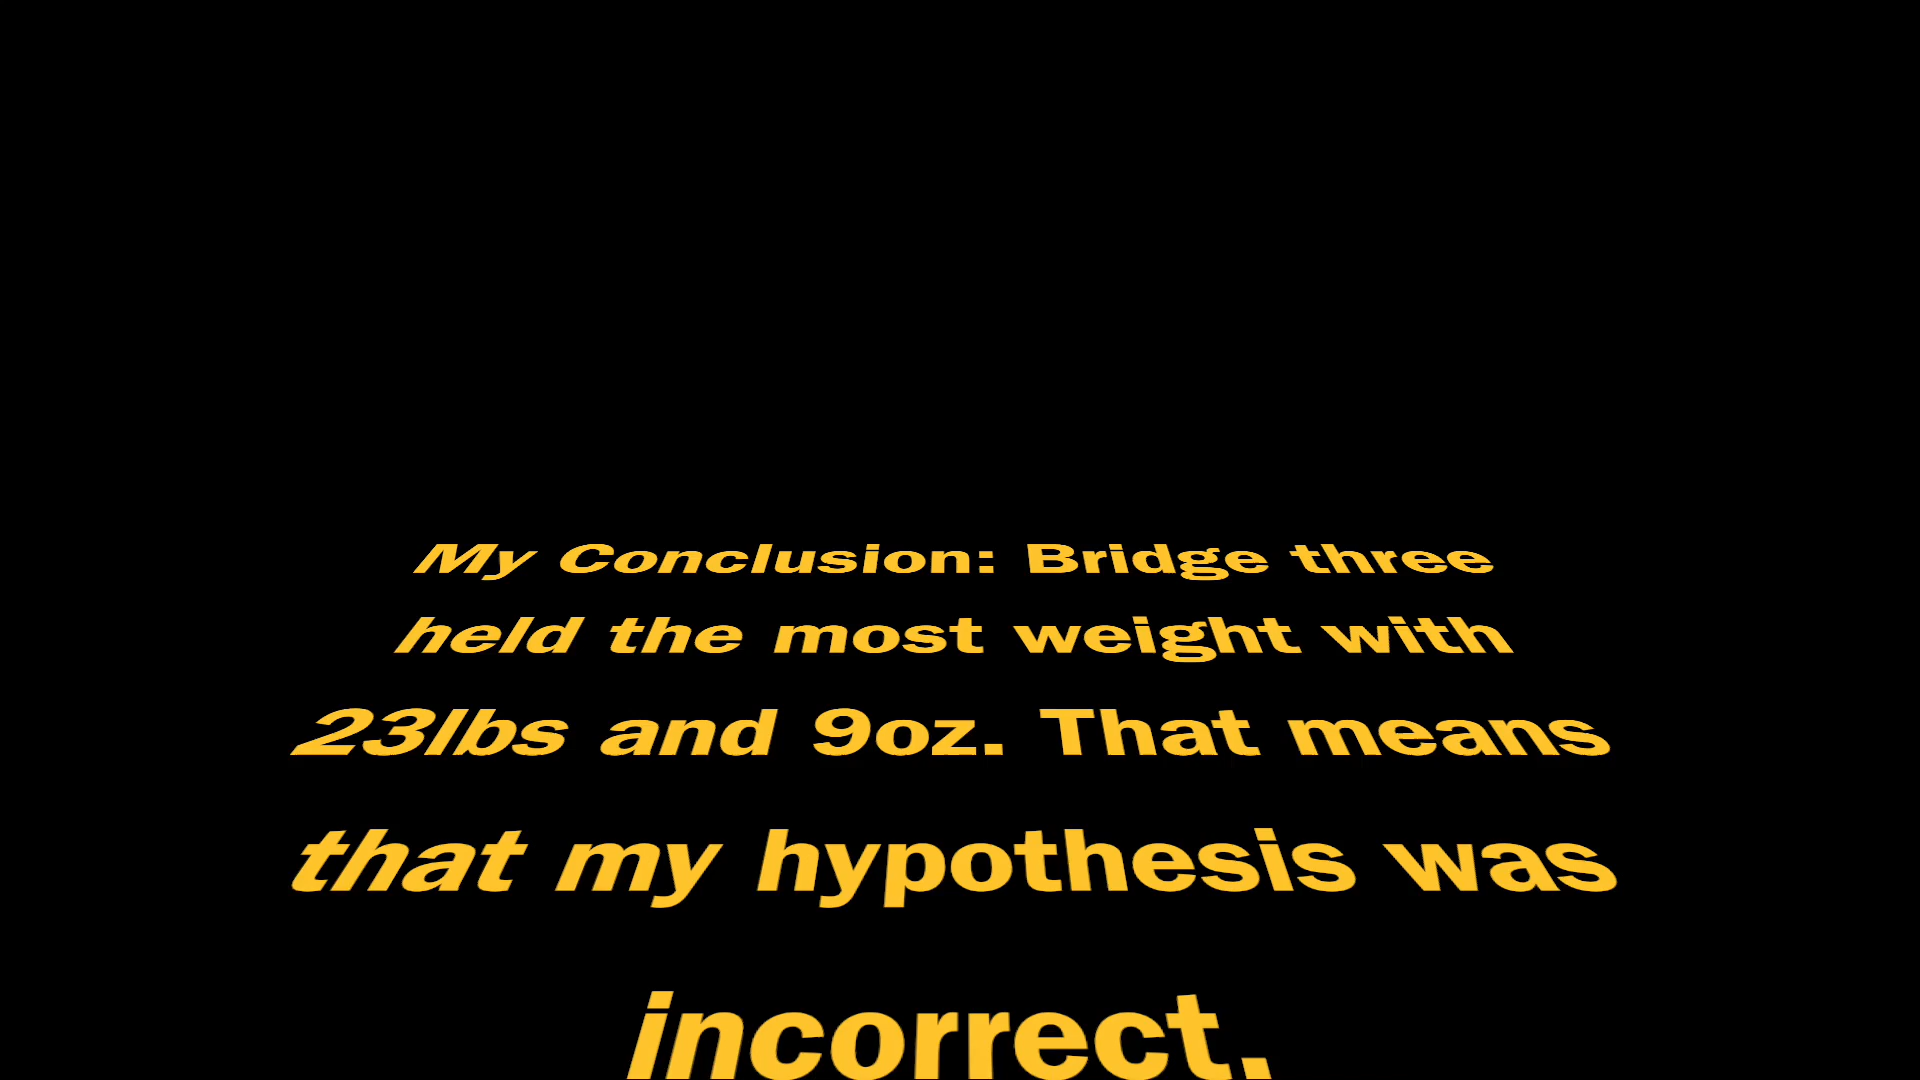 My Conclusion: Bridge three
held the most weight with
23lbs and 9oz. That means
that my hypothesis was
incorrect.